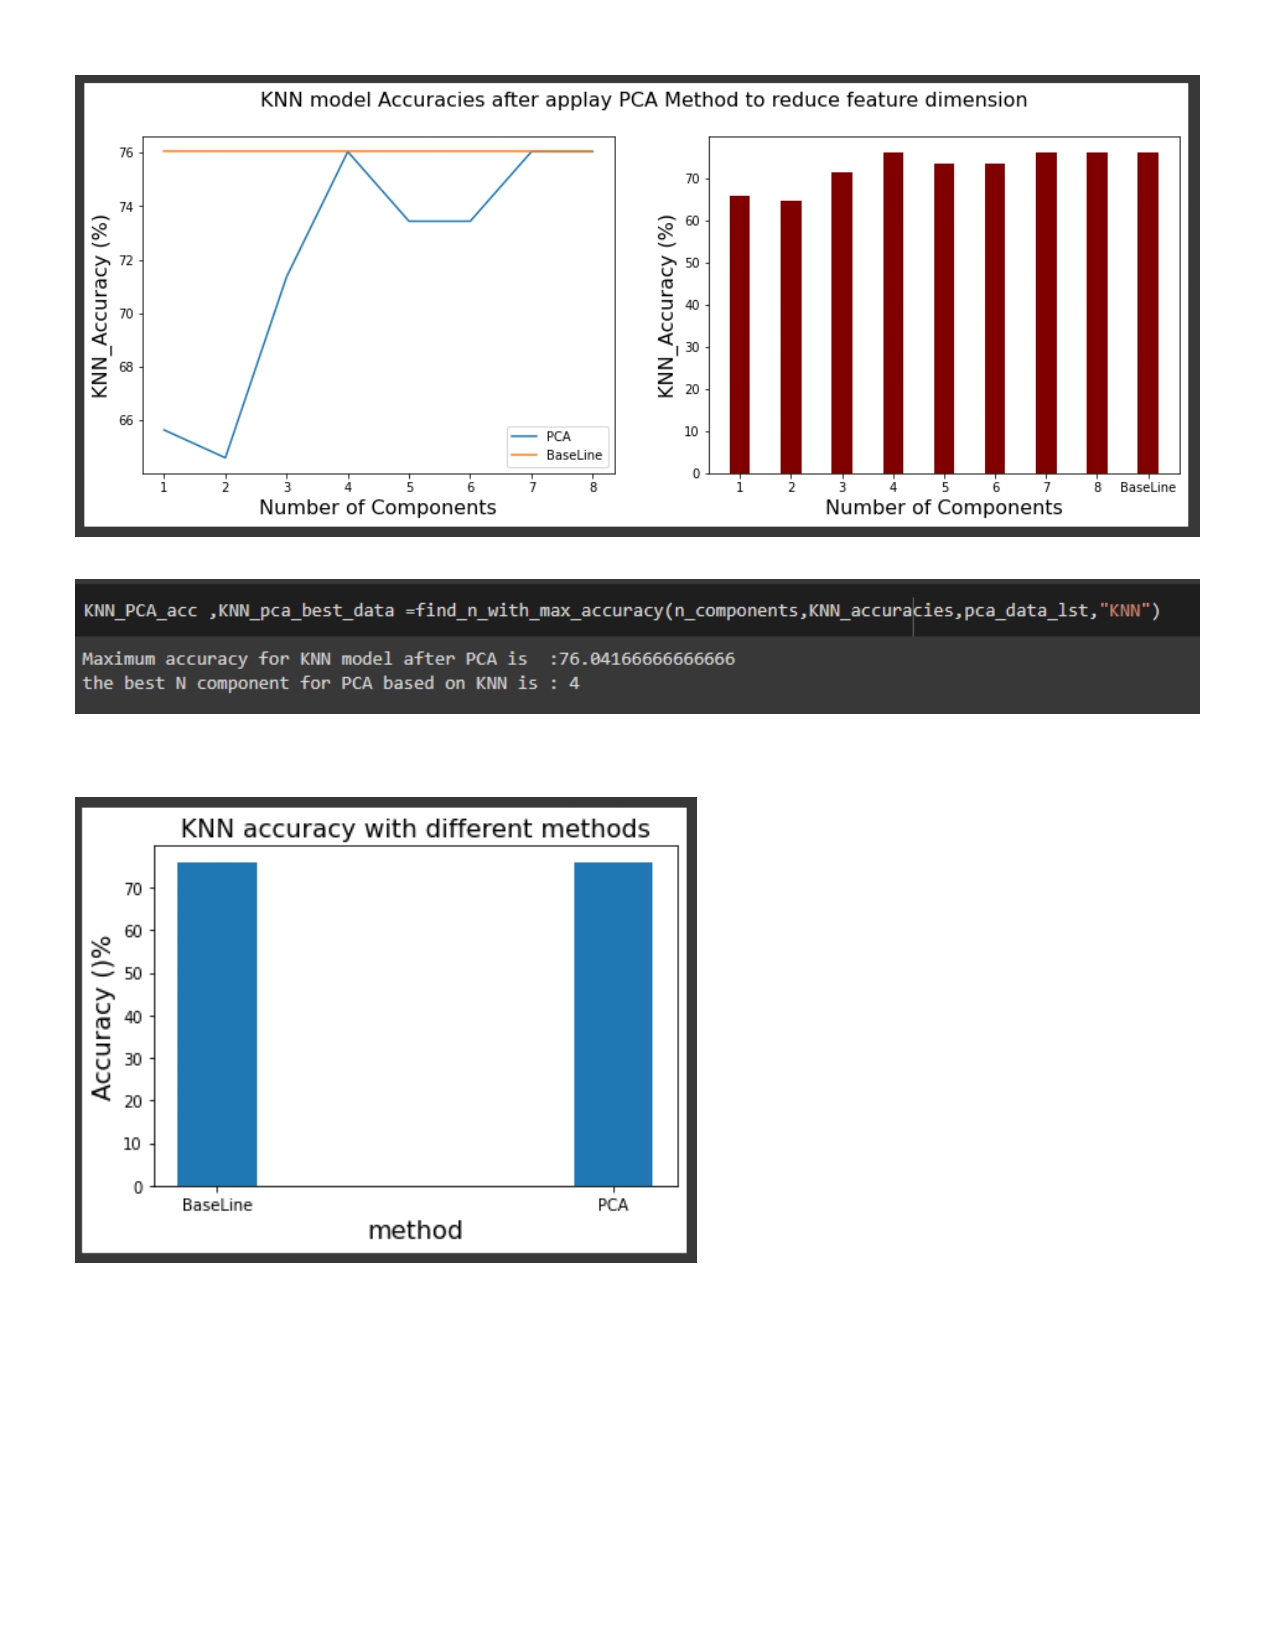 KNN model Accuracies after applay PCA Method to reduce feature dimension
KNN_Accuracy (%)
76
74
72
70
68
66
PCA
BaseLine
1 2 3 4 5 6 7 8
Number of Components
KNN_Accuracy (%)
70
60
50
40
30
20
10
0
1 2 3 4 5 6 7 8 BaseLine
Number of Components
KNN_PCA_acc ,KNN_pca_best_data =find_n_with_max_accuracy(n_components,KNN_accuracies,pca_data_lst,"KNN")
Maximum accuracy for KNN model after PCA is  :76.04166666666666
the best N component for PCA based on KNN is : 4
KNN accuracy with different methods
Accuracy ()%
70
60
50
40
30
20
10
0
BaseLine PCA
method